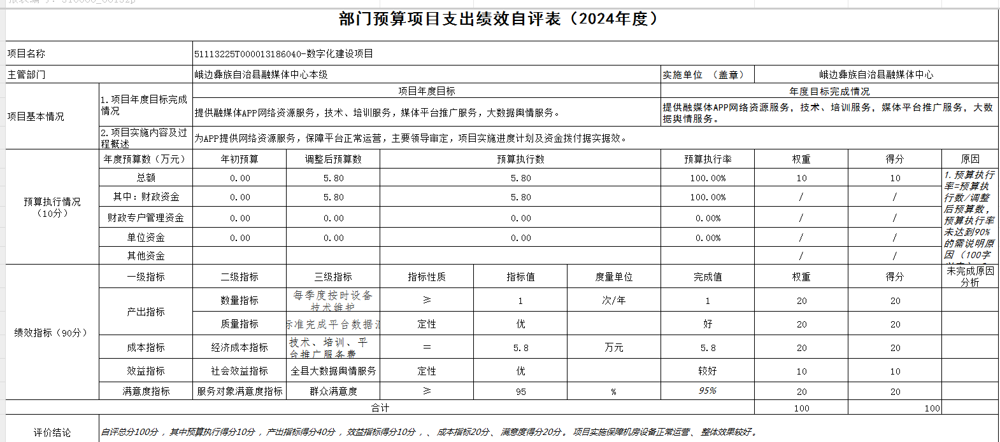 部门预算项目支出绩效自评表（2024年度）
项目名称 51113225T000013186040-数字化建设项目
主管部门 峨边彝族自治县融媒体中心本级 实施单位 （盖章） 峨边彝族自治县融媒体中心
项目基本情况 1.项目年度目标完成情况 项目年度目标 年度目标完成情况
提供融媒体APP网络资源服务，技术、培训服务，媒体平台推广服务，大数据舆情服务。 提供融媒体APP网络资源服务，技术、培训服务，媒体平台推广服务，大数据舆情服务。
2.项目实施内容及过程概述 为APP提供网络资源服务，保障平台正常运营，主要领导审定，项目实施进度计划及资金拨付据实据效。
预算执行情况（10分） 年度预算数（万元） 年初预算 调整后预算数 预算执行数 预算执行率 权重 得分 原因
总额 0.00 5.80 5.80 100.00% 10 10 1.预算执行率=预算执行数/调整后预算数，预算执行率未达到90%的需说明原因（100字
其中：财政资金 0.00 5.80 5.80 100.00% / /
财政专户管理资金 0.00 0.00 0.00 0.00% / /
单位资金 0.00 0.00 0.00 0.00% / /
其他资金 / /
绩效指标（90分） 一级指标 二级指标 三级指标 指标性质 指标值 度量单位 完成值 权重 得分 未完成原因分析
产出指标 数量指标 每季度按时设备技术维护 ≥ 1 次/年 1 20 20
质量指标 标准完成平台数据 定性 优 好 20 20
成本指标 经济成本指标 技术、培训、平台推广服务费 ＝ 5.8 万元 5.8 20 20
效益指标 社会效益指标 全县大数据舆情服务 定性 优 较好 10 10
满意度指标 服务对象满意度指标 群众满意度 ≥ 95 % 95% 20 20
合计 100 100
评价结论 自评总分100分，其中预算执行得分10分，产出指标得分40分，效益指标得分10分，、成本指标20分、满意度得分20分。项目实施保障机房设备正常运营、整体效果较好。